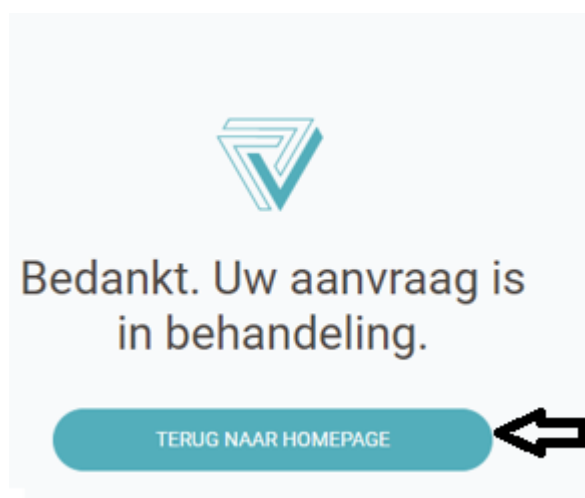 Bedankt. Uw aanvraag is
in behandeling.
TERUG NAAR HOMEPAGE